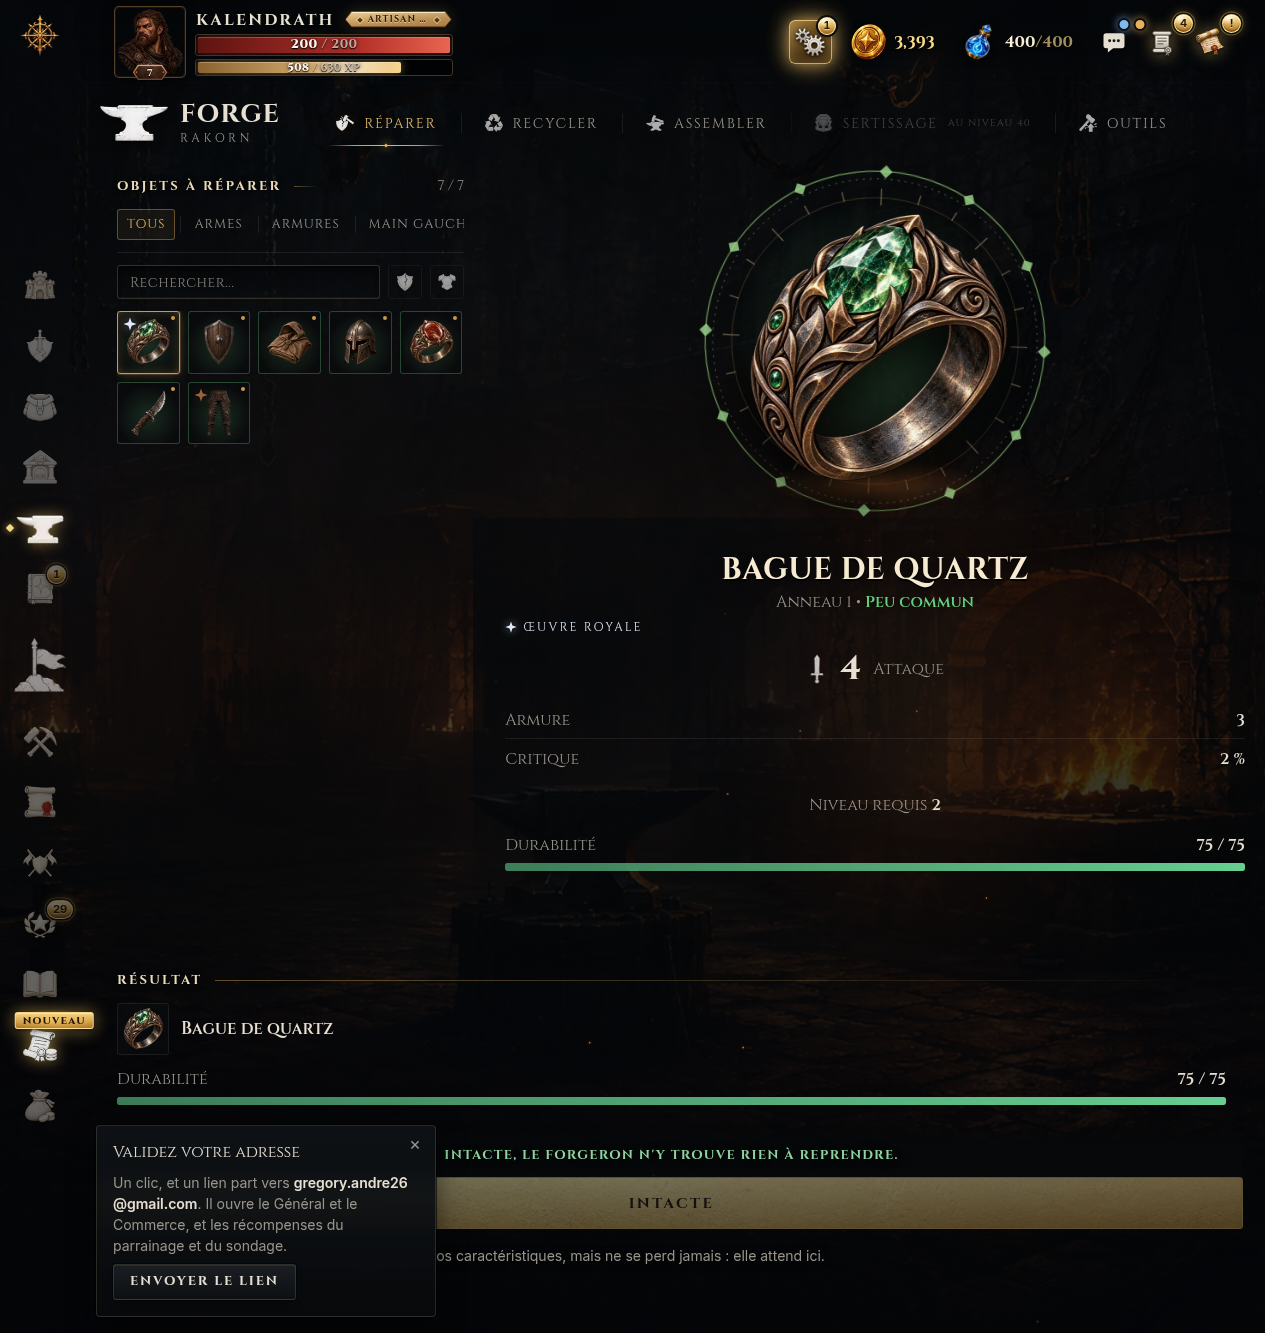 KALENDRATH
ARTISAN ...
200 / 200
508 / 630 XP
7
1
3,393
400/400
4
!
FORGE
RAKORN
RÉPARER
RECYCLER
ASSEMBLER
SERTISSAGE AU NIVEAU 40
OUTILS
OBJETS À RÉPARER
7 / 7
TOUS
ARMES
ARMURES
MAIN GAUCH
Rechercher...
BAGUE DE QUARTZ
Anneau 1 • Peu commun
ŒUVRE ROYALE
4 Attaque
Armure 3
Critique 2 %
Niveau requis 2
Durabilité 75 / 75
1
29
NOUVEAU
RÉSULTAT
Bague de quartz
Durabilité 75 / 75
INTACTE, LE FORGERON N'Y TROUVE RIEN À REPRENDRE.
INTACTE
os caractéristiques, mais ne se perd jamais : elle attend ici.
Validez votre adresse
×
Un clic, et un lien part vers gregory.andre26
@gmail.com. Il ouvre le Général et le
Commerce, et les récompenses du
parrainage et du sondage.
ENVOYER LE LIEN